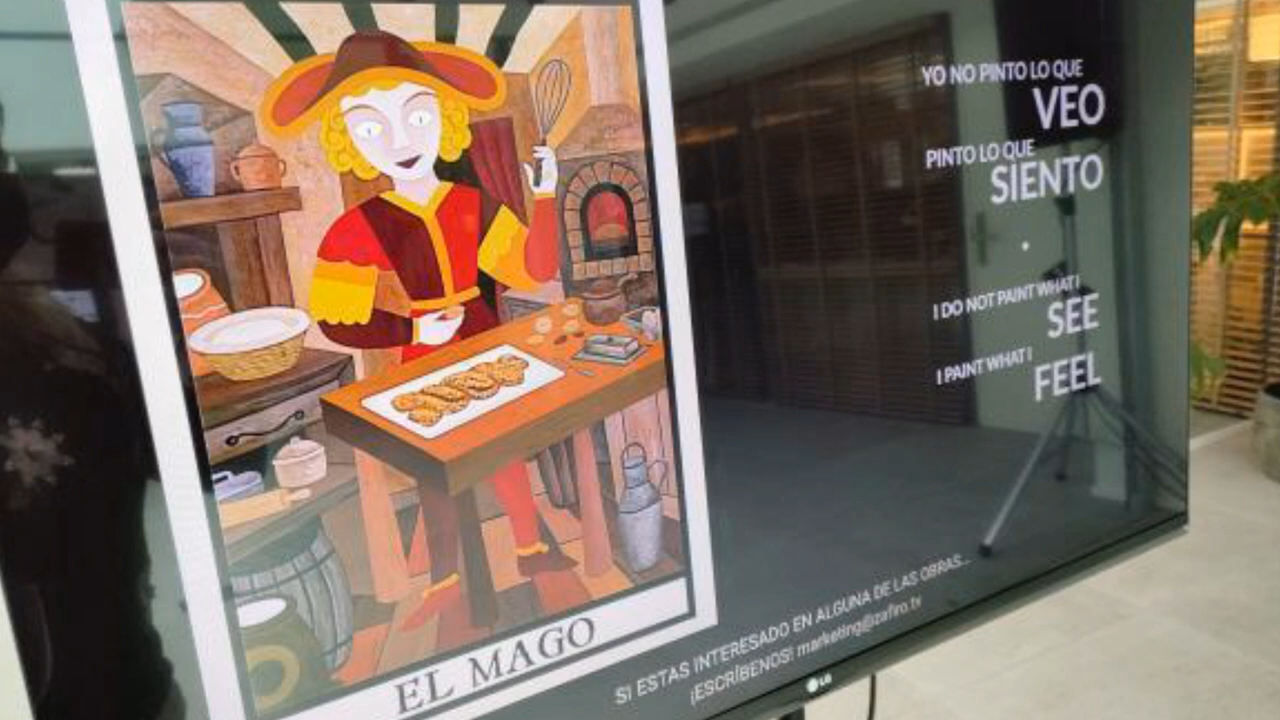 YO NO PINTO LO QUE
VEO
PINTO LO QUE
SIENTO
I DO NOT PAINT WHAT I
SEE
I PAINT WHAT I
FEEL
EL MAGO
SI ESTAS INTERESADO EN ALGUNA DE LAS OBRAS...
¡ESCRÍBENOS! marketing@zafiro.tv
LG